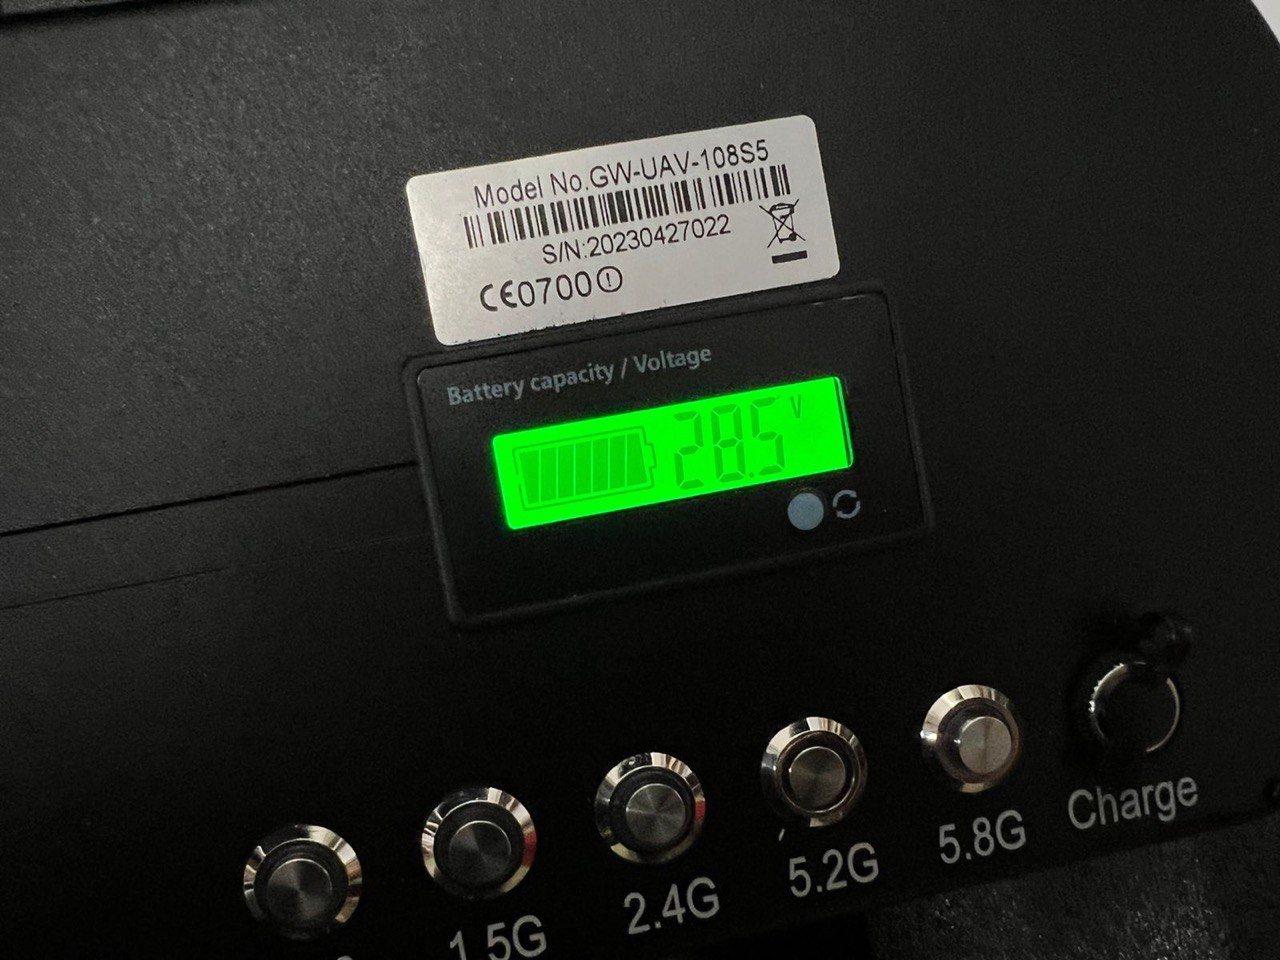 Model No.GW-UAV-108S5
S/N:20230427022
CE0700
Battery capacity / Voltage
28.5 V
1.5G
2.4G
5.2G
5.8G
Charge